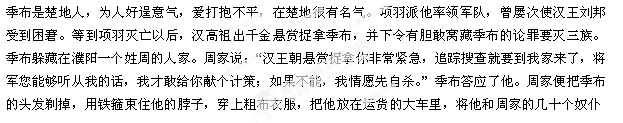 季布是楚地人，为人好逞意气，爱打抱不平，在楚地很有名气。项羽派他率领军队，曾屡次使汉王刘邦
受到困窘。等到项羽灭亡以后，汉高祖出千金悬赏捉拿季布，并下令有胆敢窝藏季布的论罪要灭三族。
季布躲藏在濮阳一个姓周的人家。周家说：“汉王朝悬赏捉拿你非常紧急，追踪搜查就要到我家来了，将
军您能够听从我的话，我才敢给你献个计策；如果不能，我情愿先自杀。”季布答应了他。周家便把季布
的头发剃掉，用铁箍束住他的脖子，穿上粗布衣服，把他放在运货的大车里，将他和周家的几十个奴仆